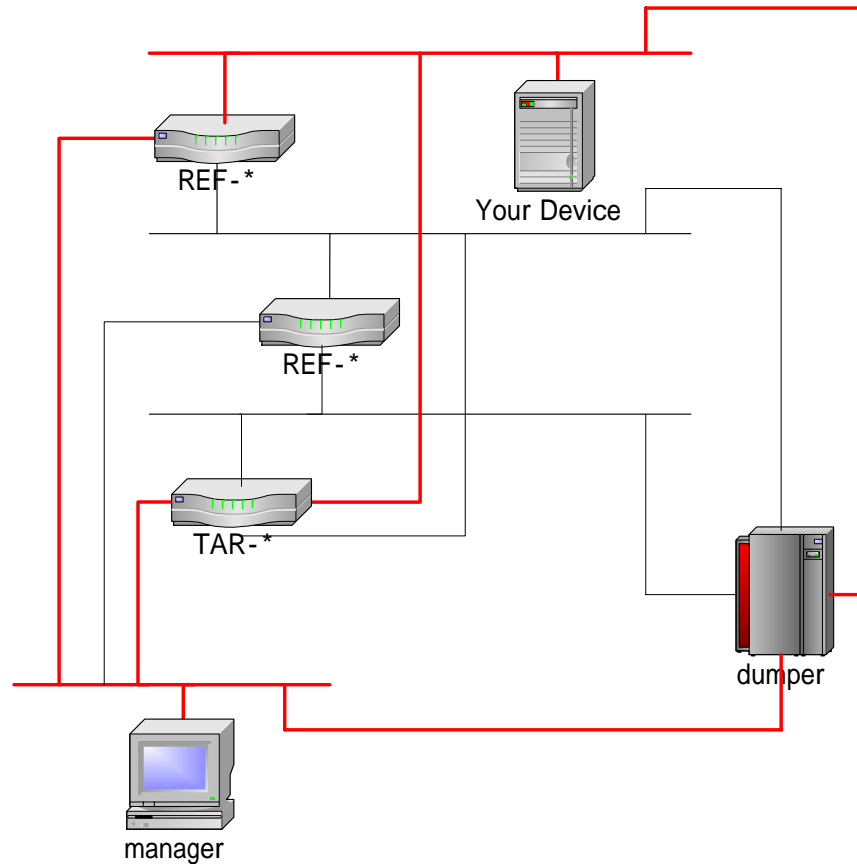 REF-*
Your Device
REF-*
TAR-*
dumper
manager